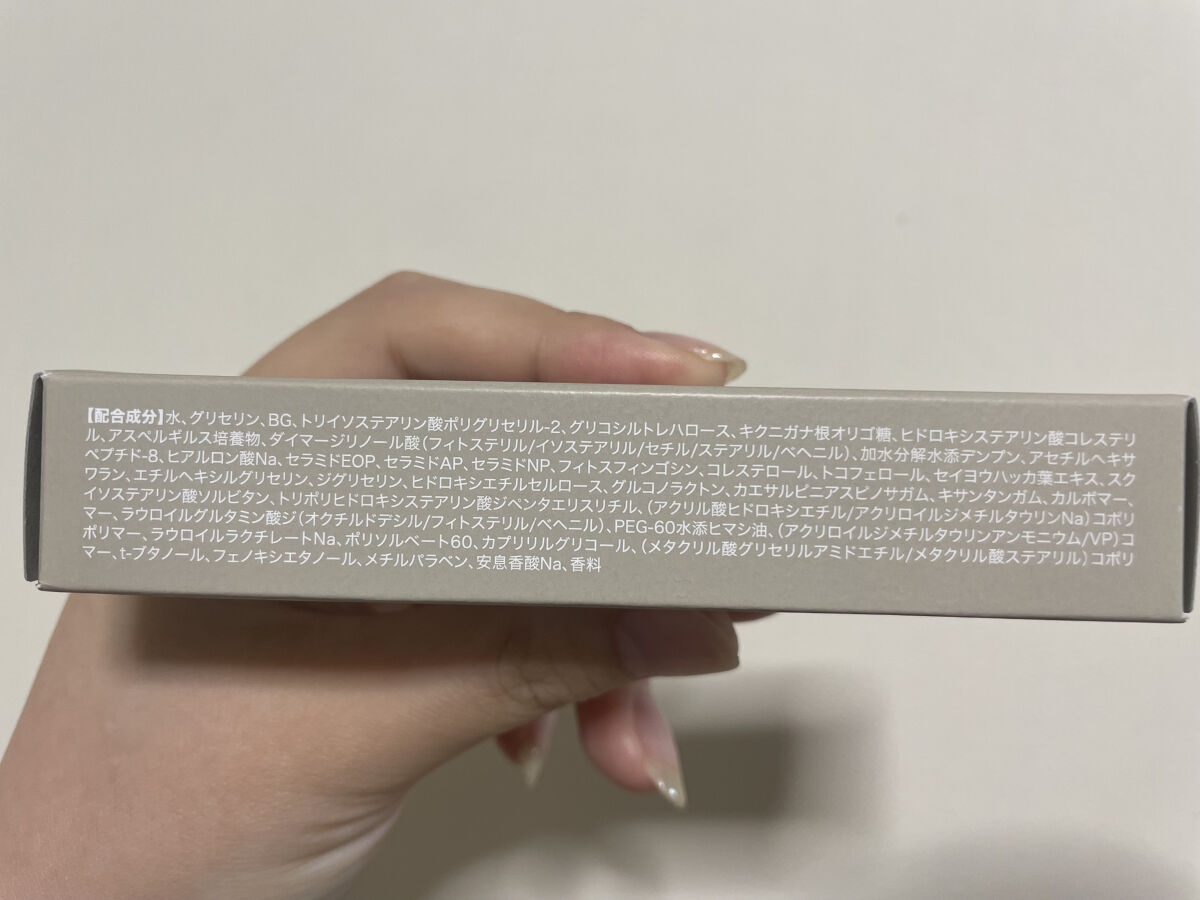 【配合成分】水、グリセリン、BG、トリイソステアリン酸ポリグリセリル-2、グリコシルトレハロース、キクニガナ根オリゴ糖、ヒドロキシステアリン酸コレステリ
ル、アスペルギルス培養物、ダイマージリノール酸(フィトステリル/イソステアリル/セチル/ステアリル/ベヘニル)、加水分解水添デンプン、アセチルヘキサ
ペプチド-8、ヒアルロン酸Na、セラミドEOP、セラミドAP、セラミドNP、フィトスフィンゴシン、コレステロール、トコフェロール、セイヨウハッカ葉エキス、スク
ワラン、エチルヘキシルグリセリン、ジグリセリン、ヒドロキシエチルセルロース、グルコノラクトン、カエサルピニアスピノサガム、キサンタンガム、カルボマー、
イソステアリン酸ソルビタン、トリポリヒドロキシステアリン酸ジペンタエリスリチル、(アクリル酸ヒドロキシエチル/アクリロイルジメチルタウリンNa)コポリ
マー、ラウロイルグルタミン酸ジ(オクチルドデシル/フィトステリル/ベヘニル)、PEG-60水添ヒマシ油、(アクリロイルジメチルタウリンアンモニウム/VP)コ
ポリマー、ラウロイルラクチレートNa、ポリソルベート60、カプリリルグリコール、(メタクリル酸グリセリルアミドエチル/メタクリル酸ステアリル)コポリ
マー、t-ブタノール、フェノキシエタノール、メチルパラベン、安息香酸Na、香料